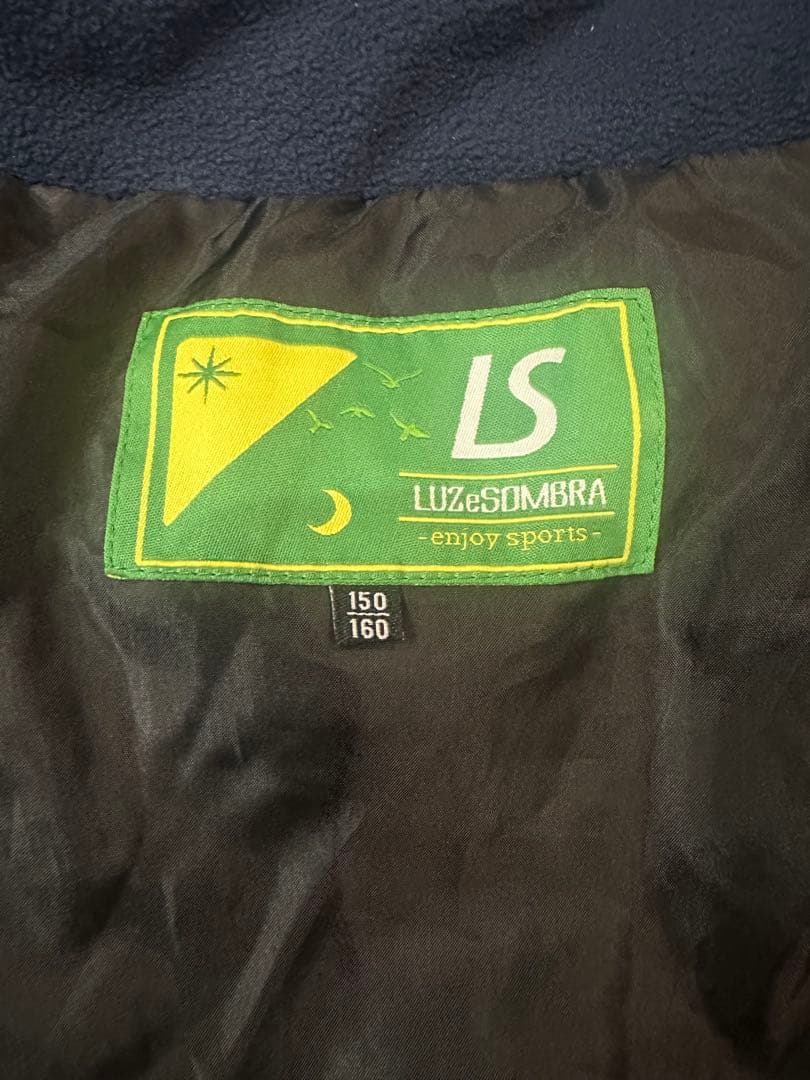 LS
LUZeSOMBRA
-enjoy sports-
150
160